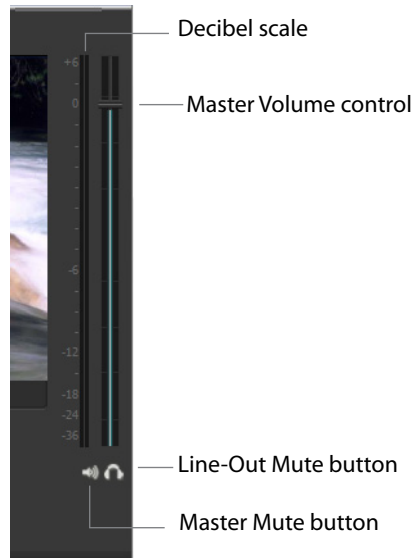 Decibel scale
+6
Master Volume control
0
-6
-12
-18
-24
-36
Line-Out Mute button
Master Mute button